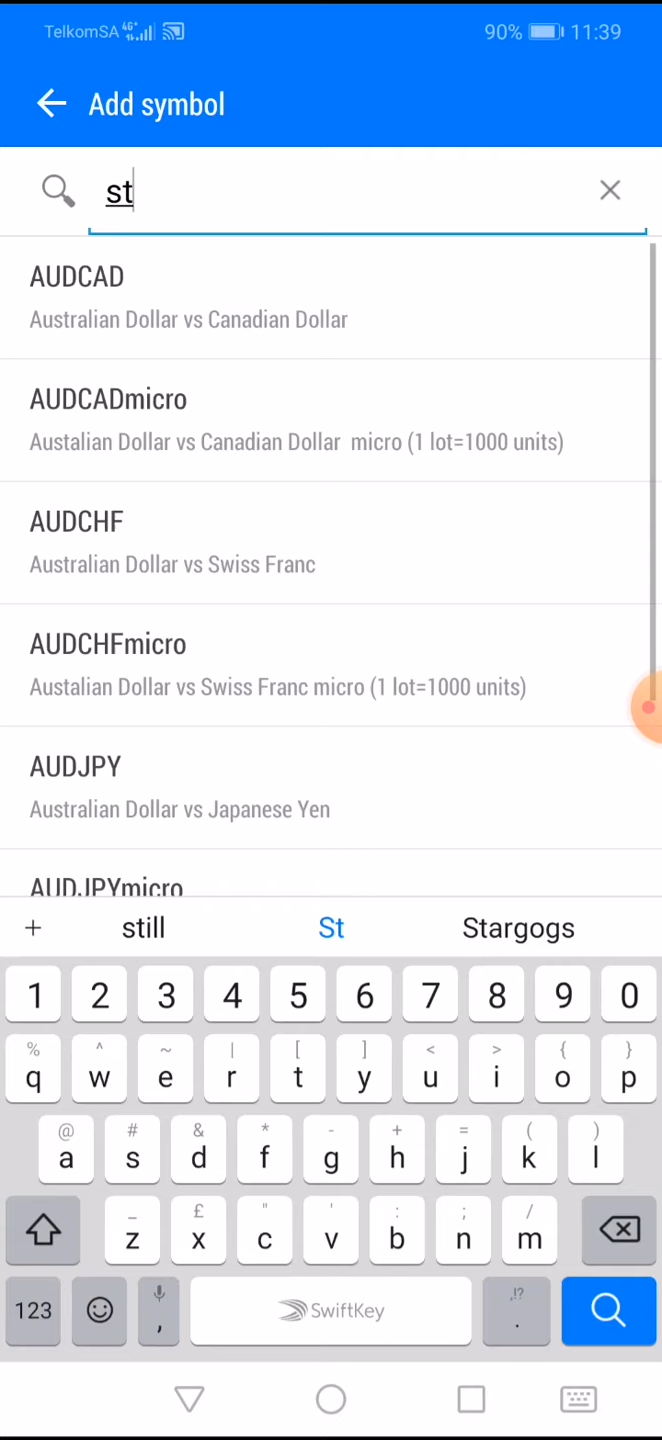 TelkomSA 4G+ 90% 11:39
Add symbol
st
AUDCAD
Australian Dollar vs Canadian Dollar
AUDCADmicro
Austalian Dollar vs Canadian Dollar  micro (1 lot=1000 units)
AUDCHF
Australian Dollar vs Swiss Franc
AUDCHFmicro
Austalian Dollar vs Swiss Franc micro (1 lot=1000 units)
AUDJPY
Australian Dollar vs Japanese Yen
AUDJPYmicro
+ still St Stargogs
1 2 3 4 5 6 7 8 9 0
% ^ ~ | [ ] < > { }
q w e r t y u i o p
@ # & * - + = ( )
a s d f g h j k l
_ £ " ' : ; /
z x c v b n m
123 , SwiftKey ,!? .